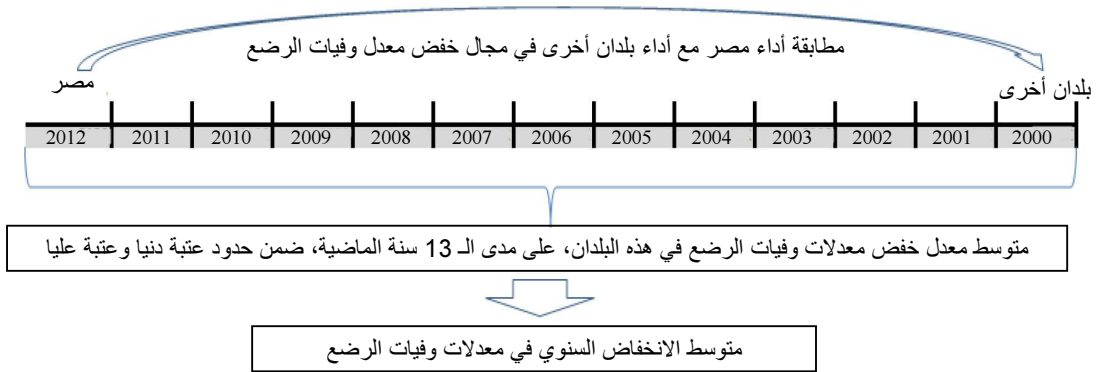 مطابقة أداء مصر مع أداء بلدان أخرى في مجال خفض معدل وفيات الرضع
بلدان أخرى
مصر
2000 2001 2002 2003 2004 2005 2006 2007 2008 2009 2010 2011 2012
متوسط معدل خفض معدلات وفيات الرضع في هذه البلدان، على مدى الـ 13 سنة الماضية، ضمن حدود عتبة دنيا وعتبة عليا
متوسط الانخفاض السنوي في معدلات وفيات الرضع